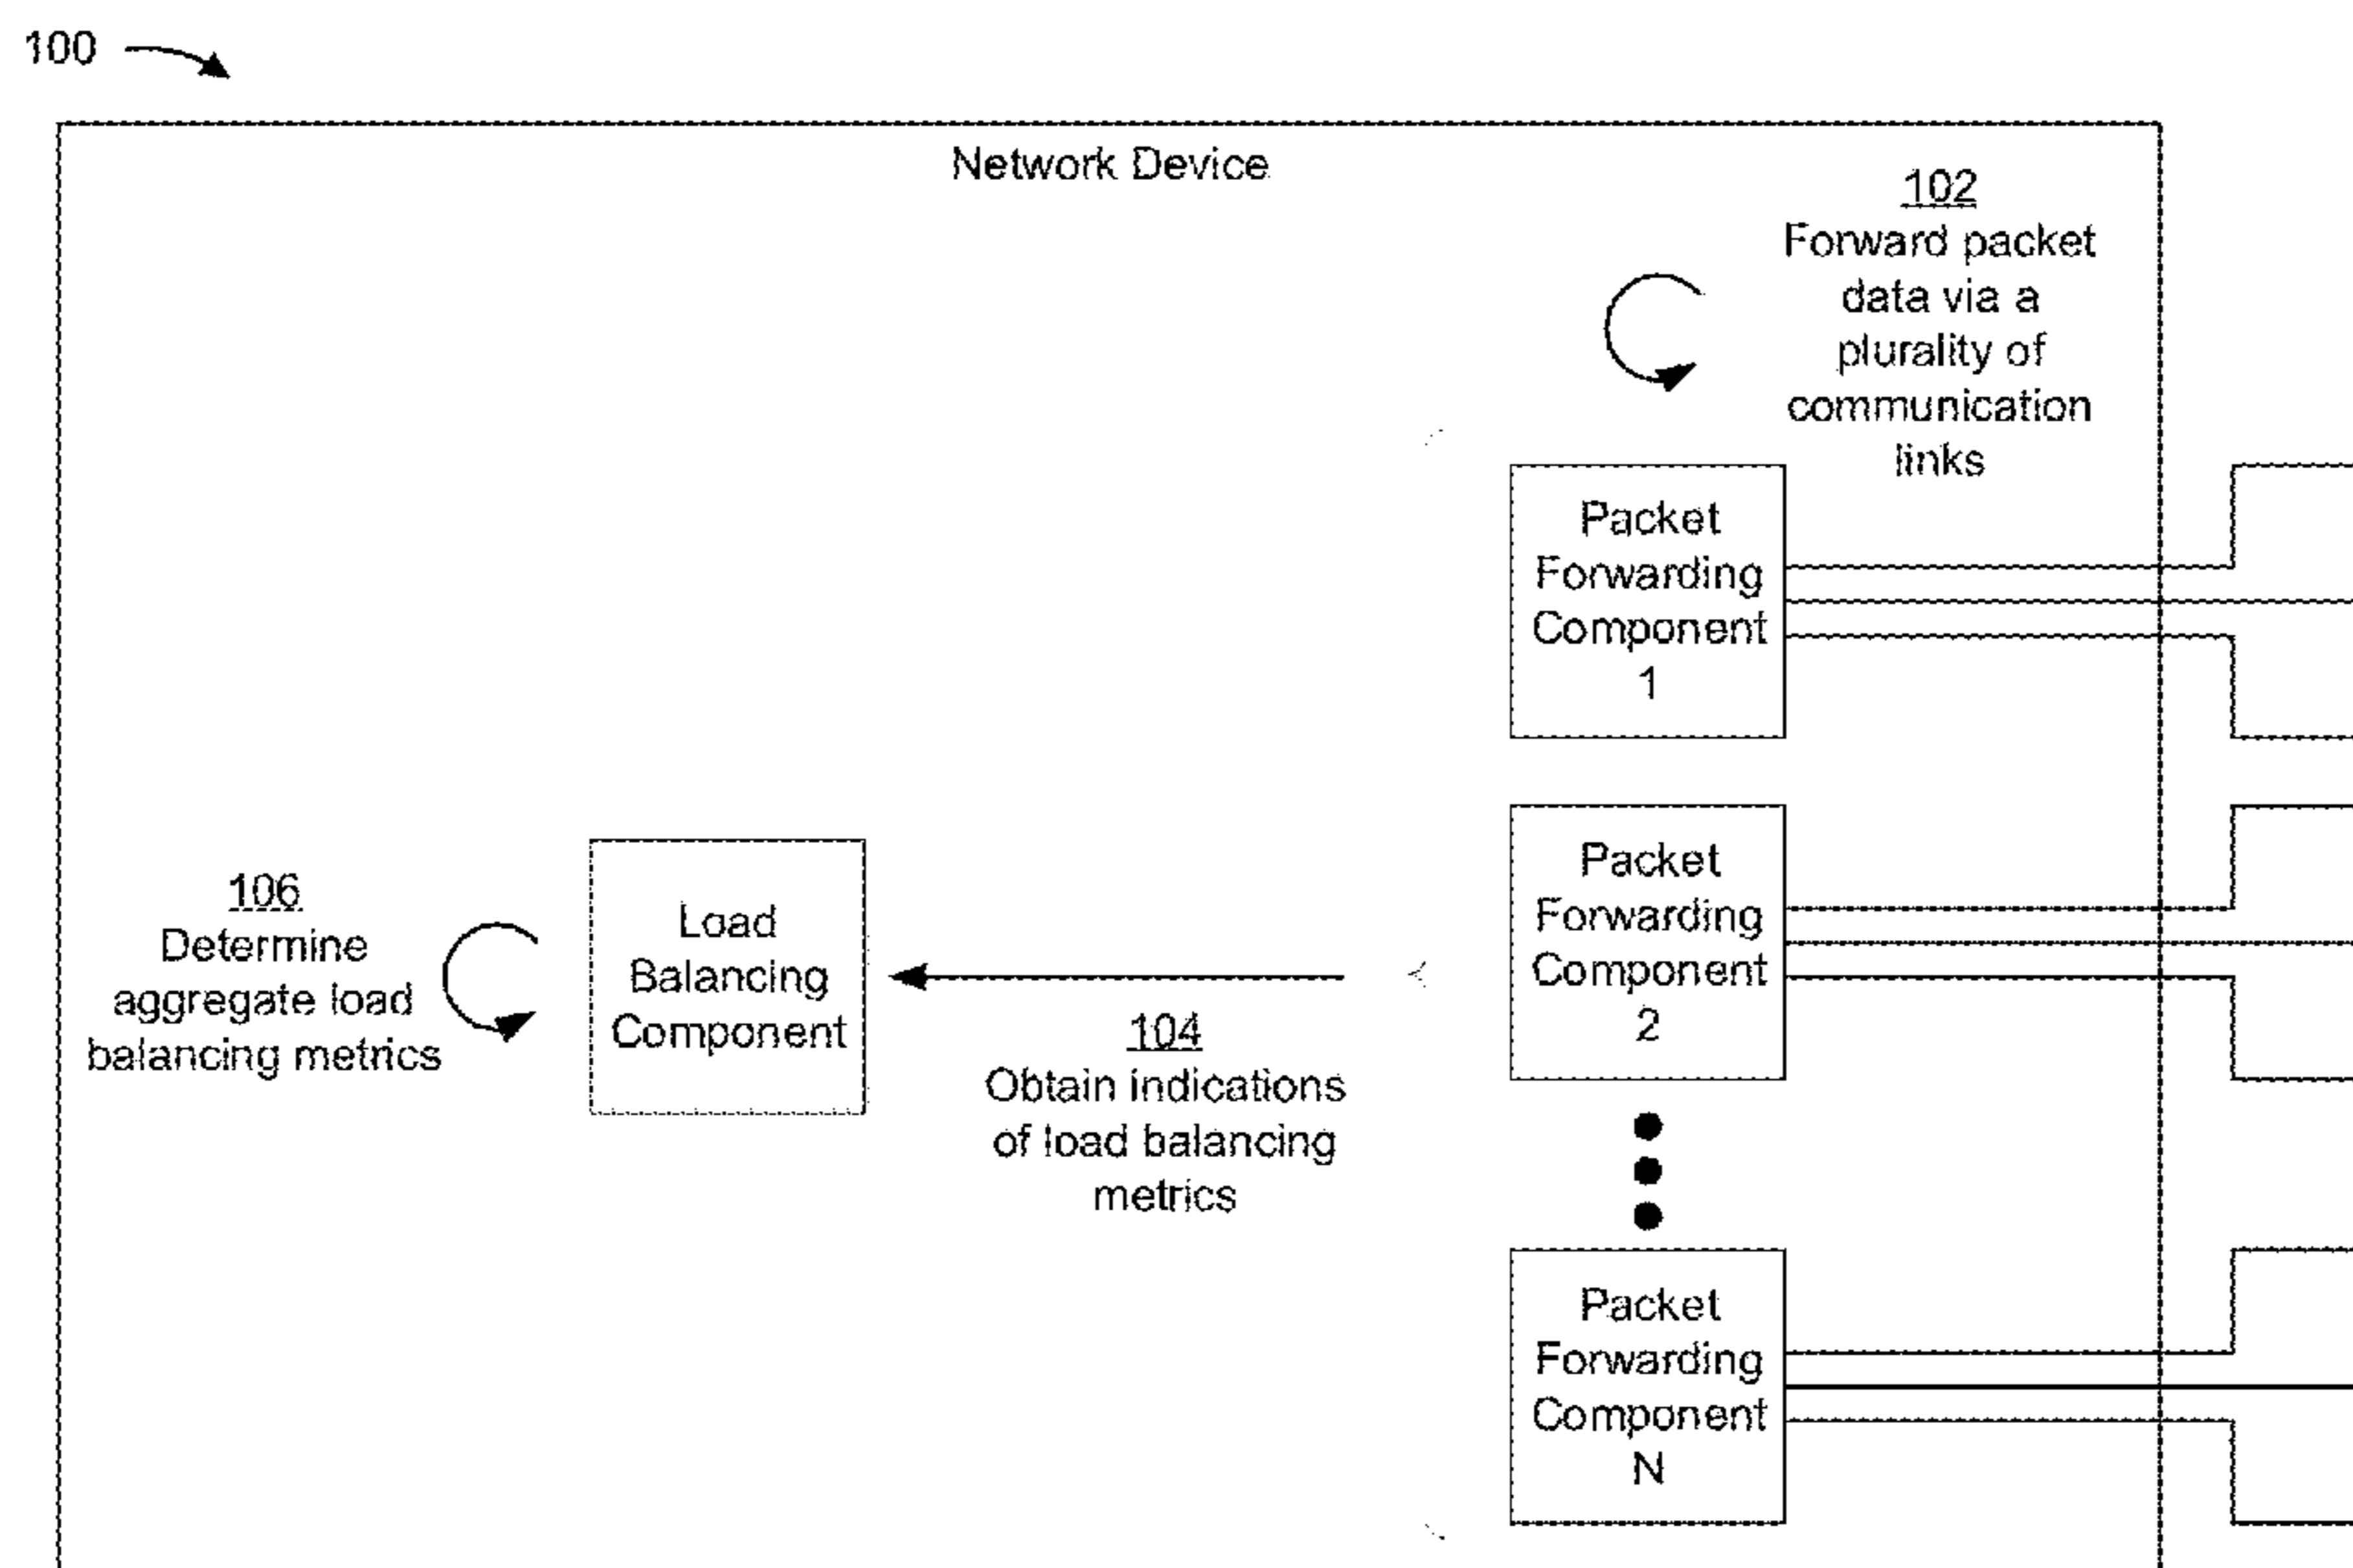 100
Network Device
102
Forward packet
data via a
plurality of
communication
links
Packet
Forwarding
Component
1
Packet
Forwarding
Component
2
106
Determine
aggregate load
balancing metrics
Load
Balancing
Component
104
Obtain indications
of load balancing
metrics
Packet
Forwarding
Component
N